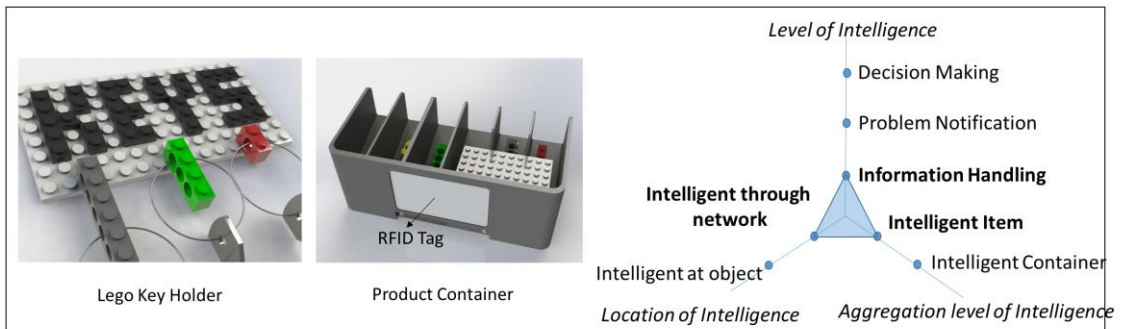 KEYS
RFID Tag
Lego Key Holder
Product Container
Level of Intelligence
Decision Making
Problem Notification
Information Handling
Intelligent through
network
Intelligent Item
Intelligent at object
Intelligent Container
Location of Intelligence
Aggregation level of Intelligence